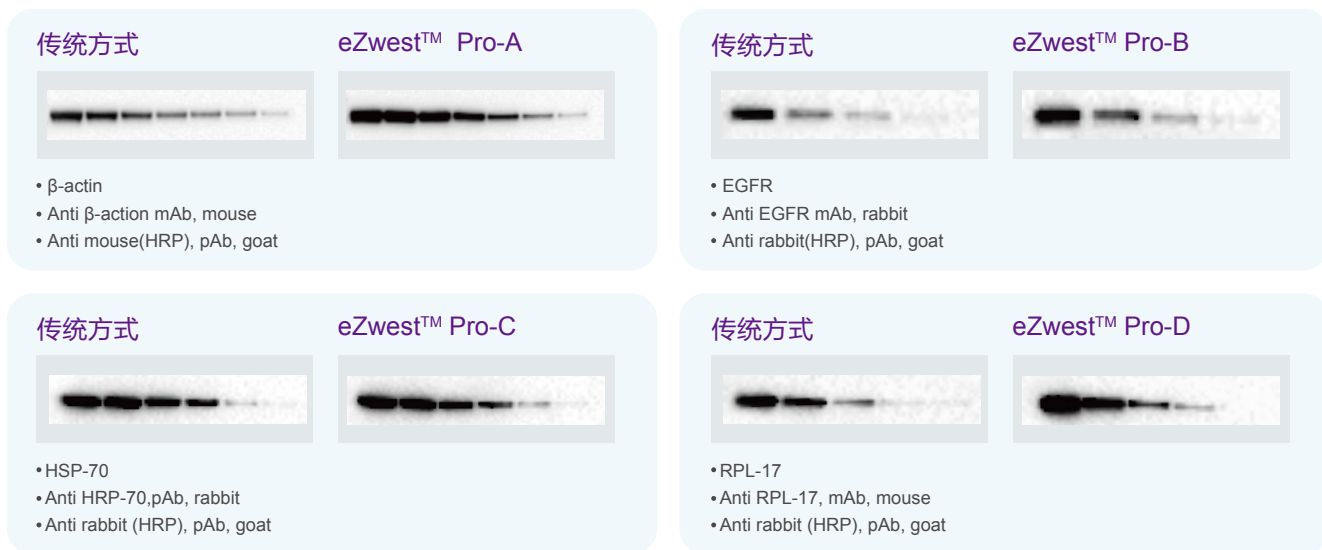 传统方式
eZwest™ Pro-A
• β-actin
• Anti β-action mAb, mouse
• Anti mouse(HRP), pAb, goat
传统方式
eZwest™ Pro-B
• EGFR
• Anti EGFR mAb, rabbit
• Anti rabbit(HRP), pAb, goat
传统方式
eZwest™ Pro-C
• HSP-70
• Anti HRP-70,pAb, rabbit
• Anti rabbit (HRP), pAb, goat
传统方式
eZwest™ Pro-D
• RPL-17
• Anti RPL-17, mAb, mouse
• Anti rabbit (HRP), pAb, goat